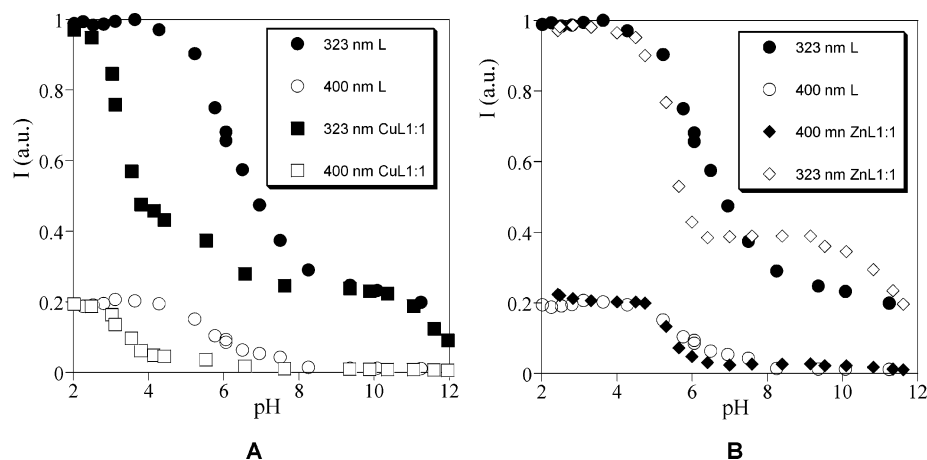 1
0.8
0.6
0.4
0.2
0
I (a.u.)
323 nm L
400 nm L
323 nm CuL1:1
400 nm CuL1:1
2
4
6
8
10
12
pH
A
1
0.8
0.6
0.4
0.2
0
I (a.u.)
323 nm L
400 nm L
400 mn ZnL1:1
323 nm ZnL1:1
2
4
6
8
10
12
pH
B